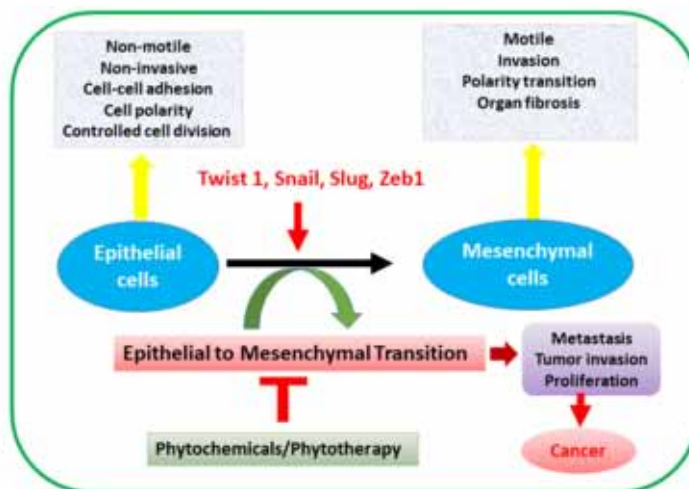 Non-motile
Non-invasive
Cell-cell adhesion
Cell polarity
Controlled cell division
Motile
Invasion
Polarity transition
Organ fibrosis
Twist 1, Snail, Slug, Zeb1
Epithelial
cells
Mesenchymal
cells
Epithelial to Mesenchymal Transition
Metastasis
Tumor invasion
Proliferation
Phytochemicals/Phytotherapy
Cancer